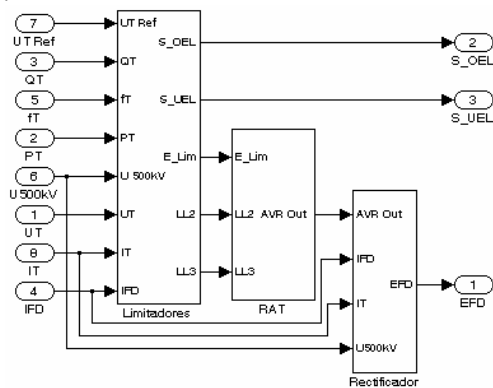 7
UT Ref
3
QT
5
fT
2
PT
6
U500kV
1
UT
8
IT
4
IFD
UT Ref
QT
fT
PT
U 500kV
UT
IT
IFD
S_OEL
S_UEL
E_Lim
LL2
LL3
Limitadores
E_Lim
LL2
LL3
AVR Out
RAT
AVR Out
IFD
IT
U500kV
EFD
Rectificador
2
S_OEL
3
S_UEL
1
EFD